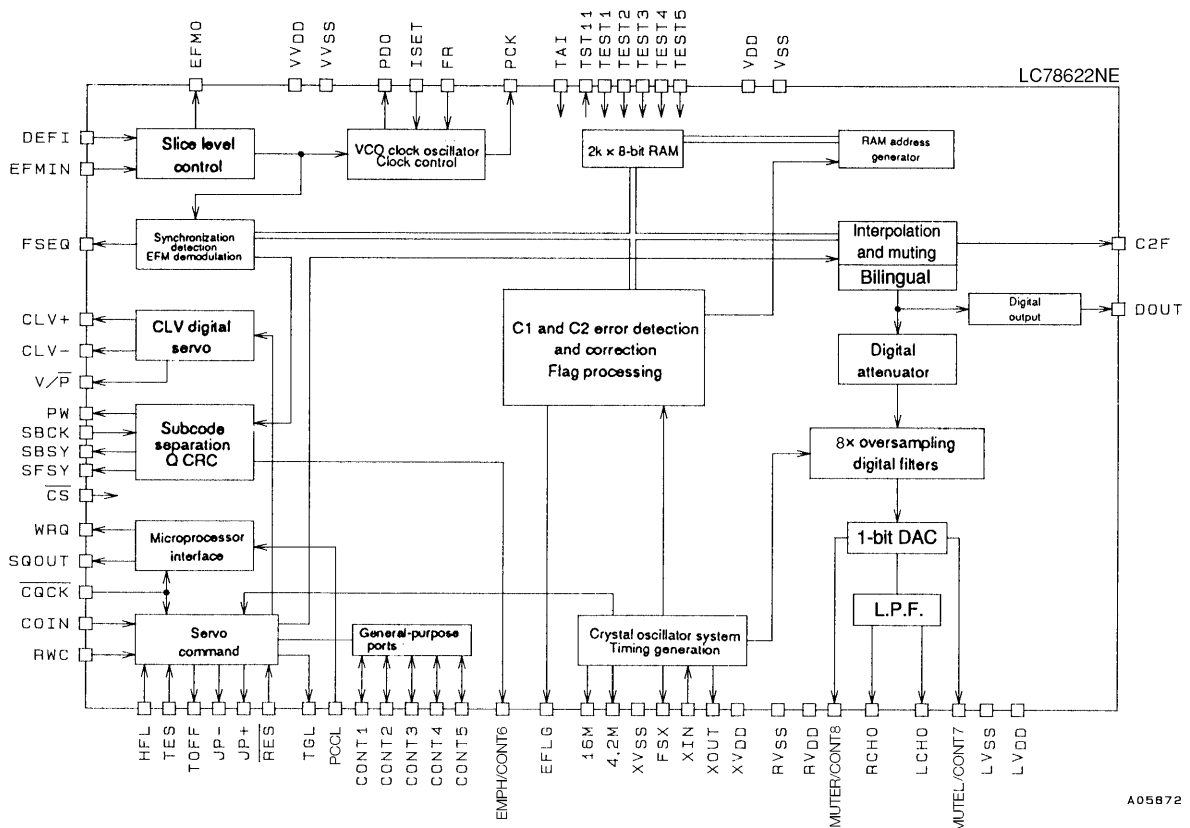 EFMO
VVDD
VVSS
PDO
ISET
FR
PCK
TAI
TST11
TEST1
TEST2
TEST3
TEST4
TEST5
VDD
VSS
LC78622NE
DEFI
EFMIN
Slice level
control
VCO clock oscillator
Clock control
2k × 8-bit RAM
RAM address
generator
FSEQ
Synchronization
detection
EFM demodulation
Interpolation
and muting
Bilingual
C2F
Digital
output
DOUT
CLV+
CLV-
V/P̅
CLV digital
servo
C1 and C2 error detection
and correction
Flag processing
Digital
attenuator
PW
SBCK
SBSY
SFSY
C̅S̅
Subcode
separation
Q CRC
8× oversampling
digital filters
WRQ
SQOUT
C̅Q̅C̅K̅
Microprocessor
interface
1-bit DAC
L.P.F.
COIN
RWC
Servo
command
General-purpose
ports
Crystal oscillator system
Timing generation
HFL
TES
TOFF
JP-
JP+
R̅E̅S̅
TGL
PCCL
CONT1
CONT2
CONT3
CONT4
CONT5
EMPH/CONT6
EFLG
16M
4.2M
XVSS
FSX
XIN
XOUT
XVDD
RVSS
RVDD
MUTER/CONT8
RCHO
LCHO
MUTEL/CONT7
LVSS
LVDD
A05872